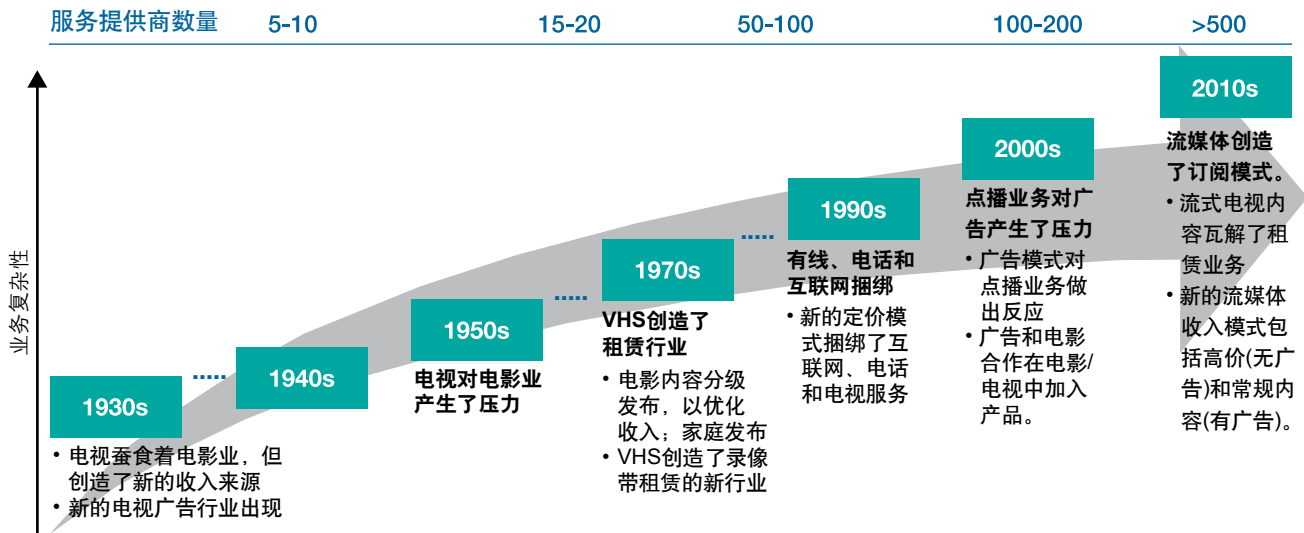 服务提供商数量 5-10 15-20 50-100 100-200 >500
业务复杂性
1930s
• 电视蚕食着电影业，但
创造了新的收入来源
• 新的电视广告行业出现
1940s
1950s
电视对电影业
产生了压力
1970s
VHS创造了
租赁行业
• 电影内容分级
发布，以优化
收入；家庭发布
• VHS创造了录像
带租赁的新行业
1990s
有线、电话和
互联网捆绑
• 新的定价模
式捆绑了互
联网、电话
和电视服务
2000s
点播业务对广
告产生了压力
• 广告模式对
点播业务做
出反应
• 广告和电影
合作在电影/
电视中加入
产品。
2010s
流媒体创造
了订阅模式。
• 流式电视内
容瓦解了租
赁业务
• 新的流媒体
收入模式包
括高价(无广
告)和常规内
容(有广告)。